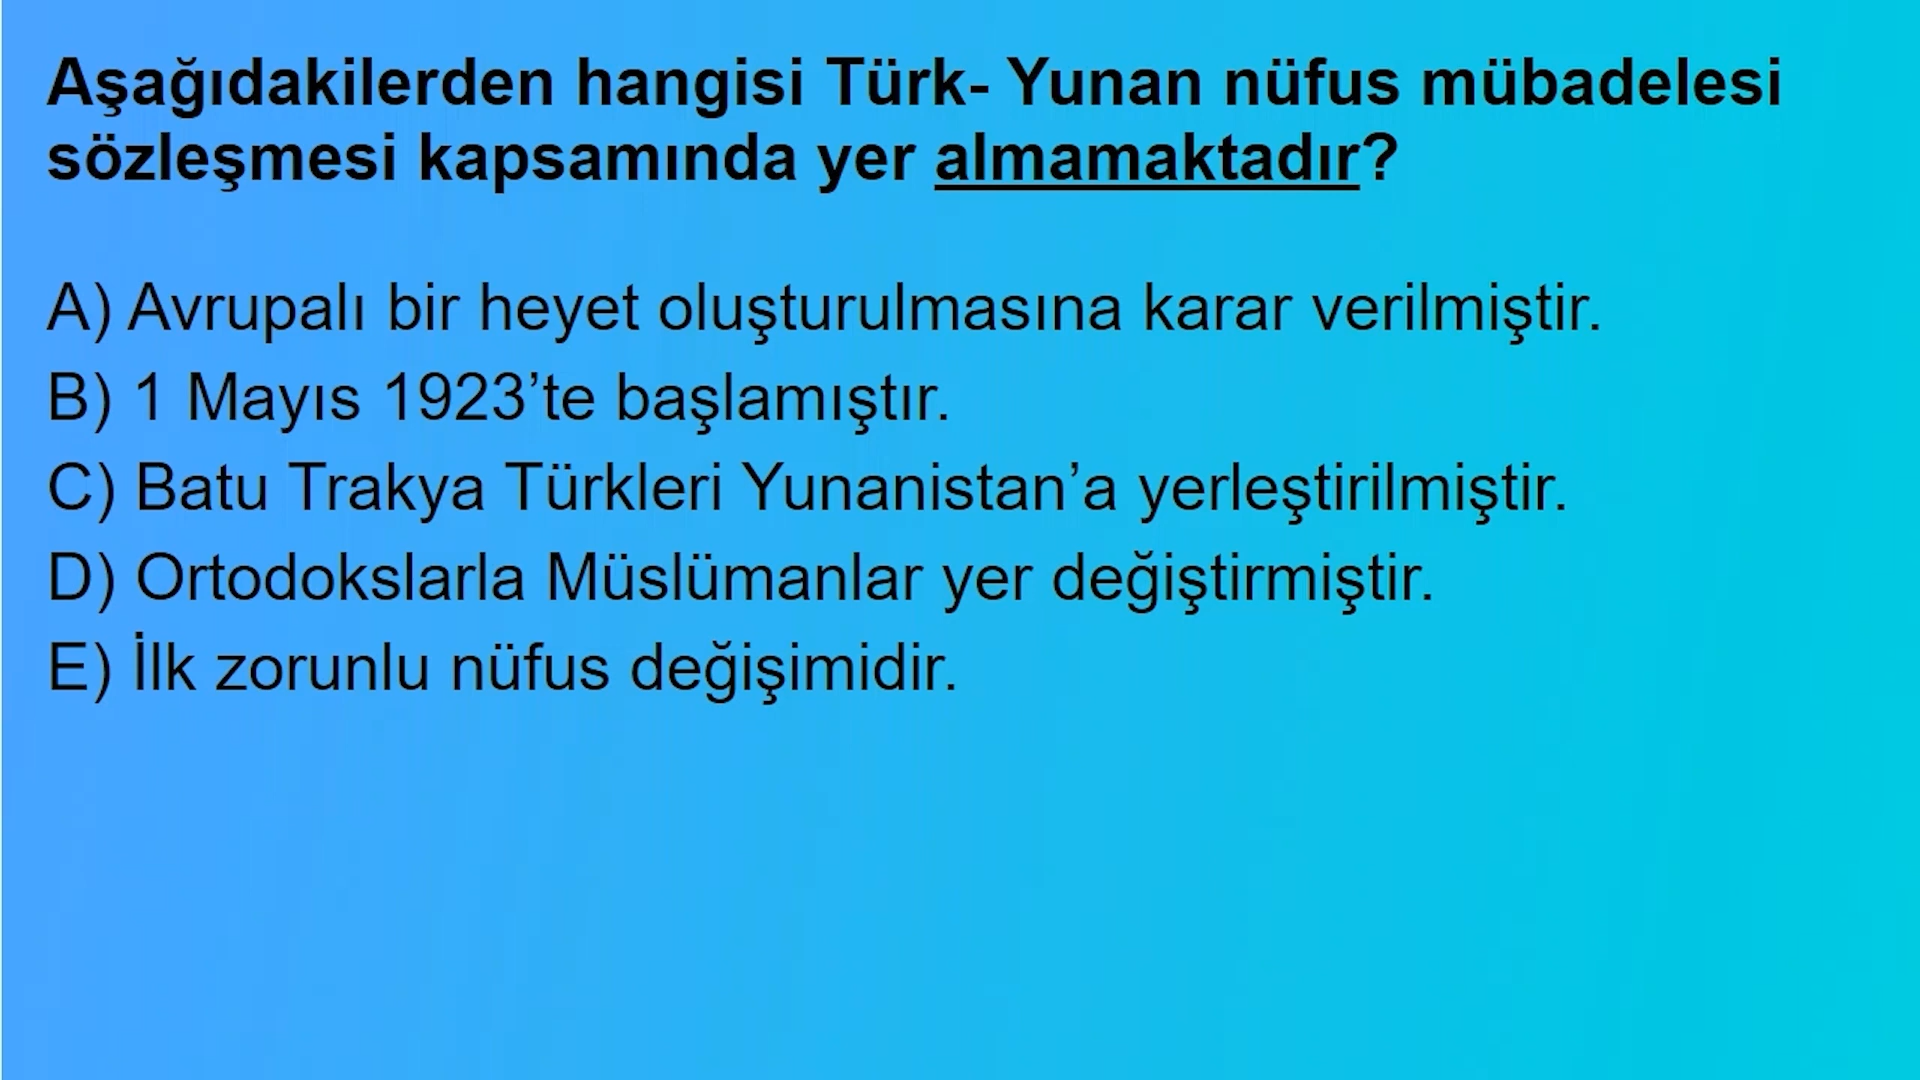 Aşağıdakilerden hangisi Türk- Yunan nüfus mübadelesi
sözleşmesi kapsamında yer almamaktadır?
A) Avrupalı bir heyet oluşturulmasına karar verilmiştir.
B) 1 Mayıs 1923’te başlamıştır.
C) Batu Trakya Türkleri Yunanistan’a yerleştirilmiştir.
D) Ortodokslarla Müslümanlar yer değiştirmiştir.
E) İlk zorunlu nüfus değişimidir.